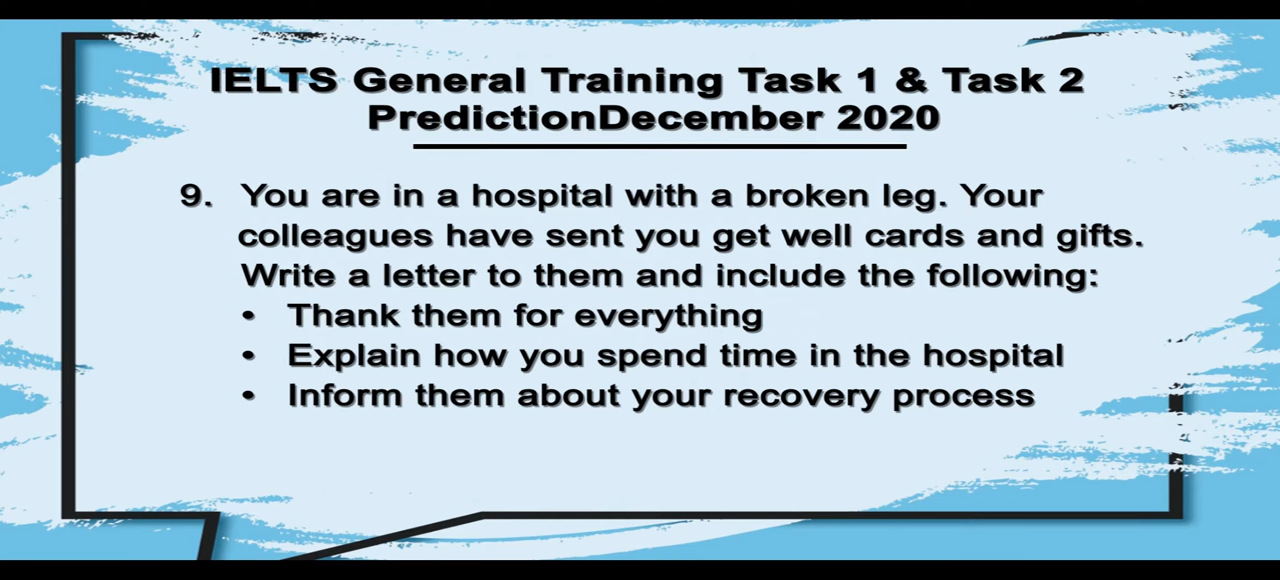 IELTS General Training Task 1 & Task 2
PredictionDecember 2020
9. You are in a hospital with a broken leg. Your
colleagues have sent you get well cards and gifts.
Write a letter to them and include the following:
• Thank them for everything
• Explain how you spend time in the hospital
• Inform them about your recovery process